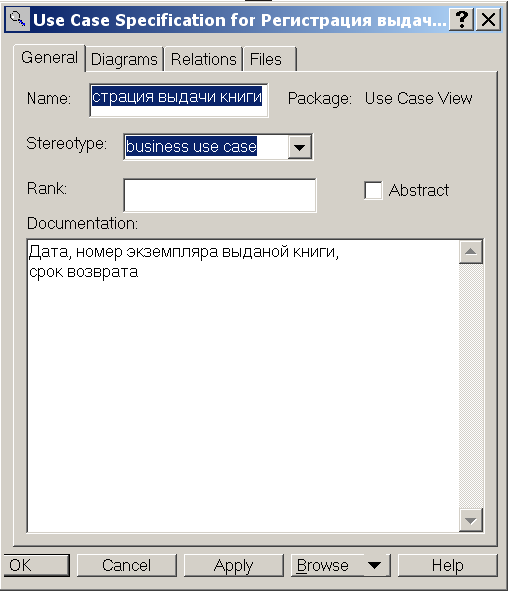 Use Case Specification for Регистрация выдач...
General Diagrams Relations Files
Name: страция выдачи книги Package: Use Case View
Stereotype: business use case
Rank: Abstract
Documentation:
Дата, номер экземпляра выданой книги,
срок возврата
OK Cancel Apply Browse Help